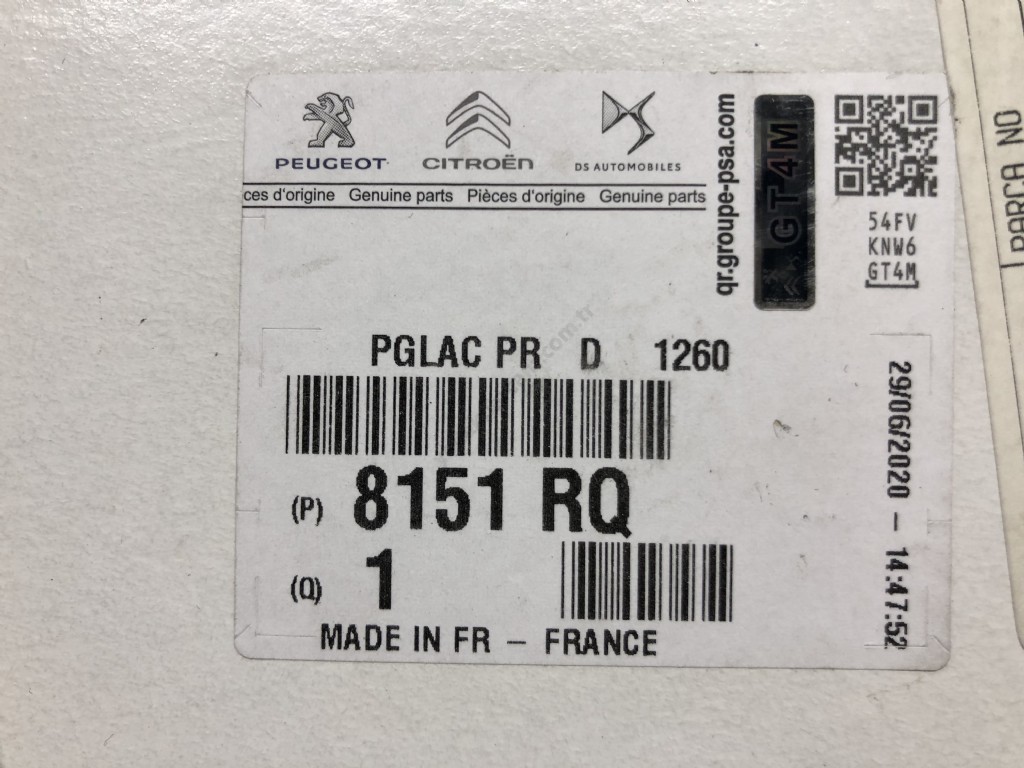 PEUGEOT
CITROËN
DS AUTOMOBILES
ces d'origine Genuine parts Pièces d'origine Genuine parts
qr.groupe-psa.com
GT4M
54FV
KNW6
GT4M
PGLAC PR D 1260
(P) 8151 RQ
(Q) 1
MADE IN FR - FRANCE
29/06/2020 - 14:47:52
PARÇA NO